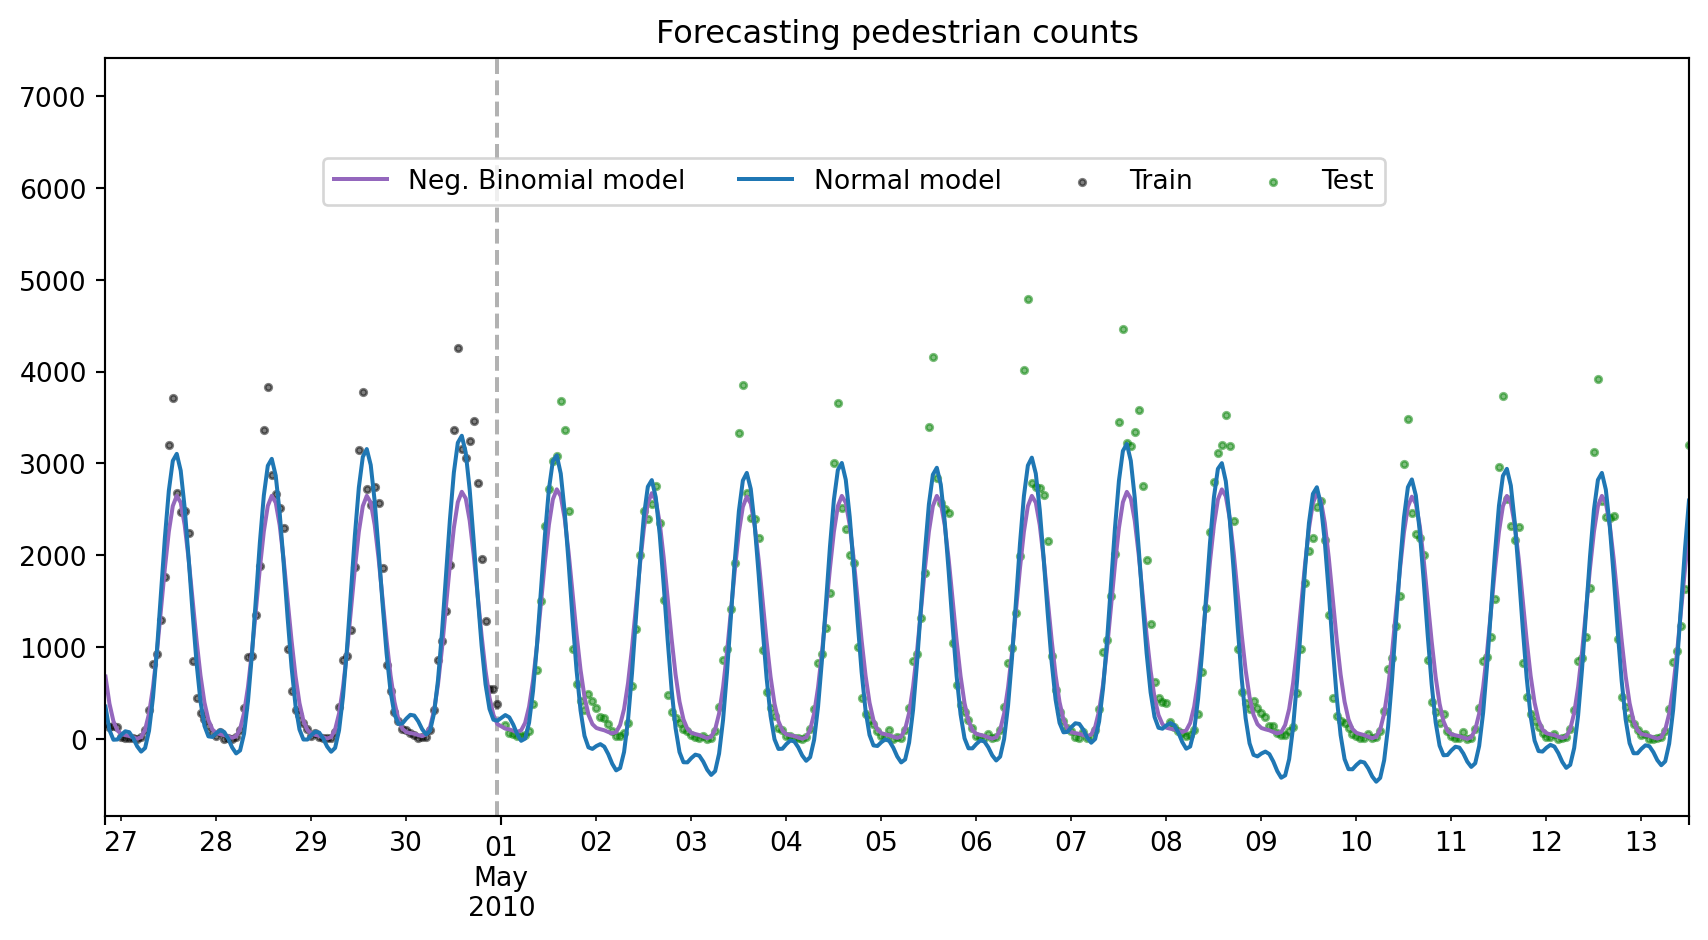 Forecasting pedestrian counts
7000
6000
5000
4000
3000
2000
1000
0
Neg. Binomial model Normal model Train Test
27 28 29 30 01 02 03 04 05 06 07 08 09 10 11 12 13
May
2010